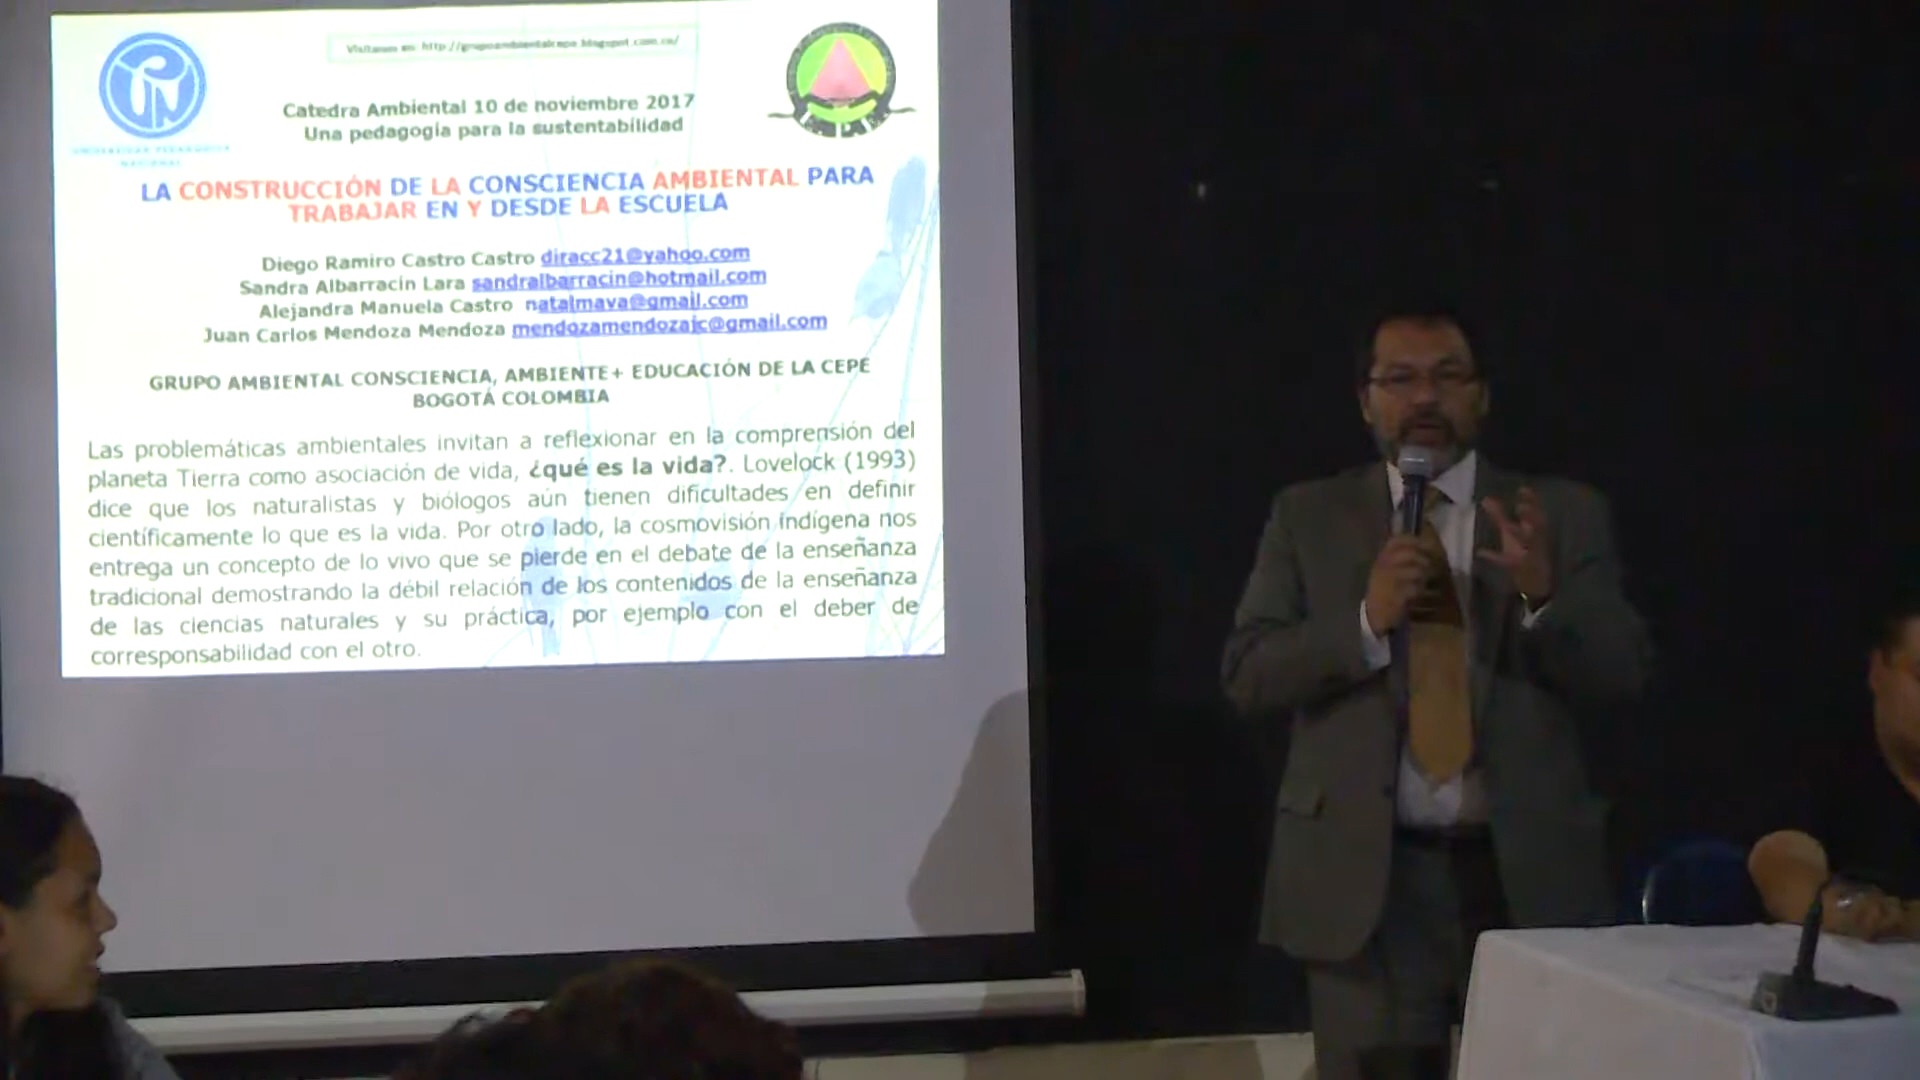 Visítanos en: http://grupoambientalcepe.blogspot.com.co/
Catedra Ambiental 10 de noviembre 2017
Una pedagogía para la sustentabilidad
UNIVERSIDAD PEDAGOGICA
NACIONAL
LA CONSTRUCCIÓN DE LA CONSCIENCIA AMBIENTAL PARA
TRABAJAR EN Y DESDE LA ESCUELA
Diego Ramiro Castro Castro diracc21@yahoo.com
Sandra Albarracin Lara sandralbarracin@hotmail.com
Alejandra Manuela Castro natalmava@gmail.com
Juan Carlos Mendoza Mendoza mendozamendozajc@gmail.com
GRUPO AMBIENTAL CONSCIENCIA, AMBIENTE+ EDUCACIÓN DE LA CEPE
BOGOTÁ COLOMBIA
Las problemáticas ambientales invitan a reflexionar en la comprensión del
planeta Tierra como asociación de vida, ¿qué es la vida?. Lovelock (1993)
dice que los naturalistas y biólogos aún tienen dificultades en definir
científicamente lo que es la vida. Por otro lado, la cosmovisión indígena nos
entrega un concepto de lo vivo que se pierde en el debate de la enseñanza
tradicional demostrando la débil relación de los contenidos de la enseñanza
de las ciencias naturales y su práctica, por ejemplo con el deber de
corresponsabilidad con el otro.